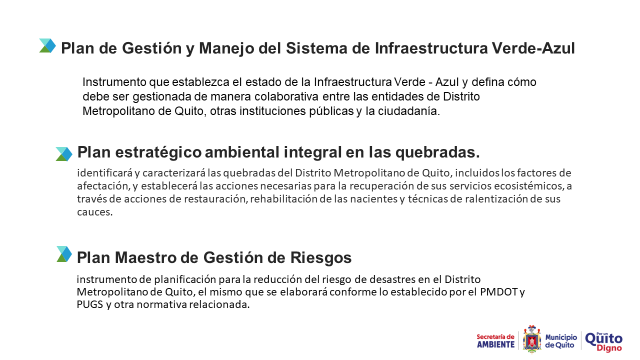 Plan de Gestión y Manejo del Sistema de Infraestructura Verde-Azul
Instrumento que establezca el estado de la Infraestructura Verde - Azul y defina cómo
debe ser gestionada de manera colaborativa entre las entidades de Distrito
Metropolitano de Quito, otras instituciones públicas y la ciudadanía.
Plan estratégico ambiental integral en las quebradas.
identificará y caracterizará las quebradas del Distrito Metropolitano de Quito, incluidos los factores de
afectación, y establecerá las acciones necesarias para la recuperación de sus servicios ecosistémicos, a
través de acciones de restauración, rehabilitación de las nacientes y técnicas de ralentización de sus
cauces.
Plan Maestro de Gestión de Riesgos
instrumento de planificación para la reducción del riesgo de desastres en el Distrito
Metropolitano de Quito, el mismo que se elaborará conforme lo establecido por el PMDOT y
PUGS y otra normativa relacionada.
Secretaría de
AMBIENTE
Municipio
de Quito
Por un
Quito
Digno